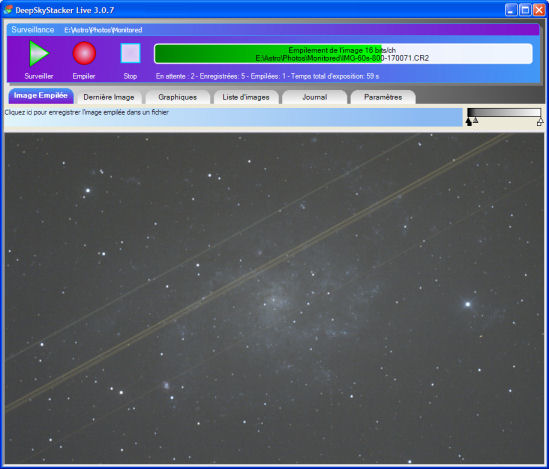 DeepSkyStacker Live 3.0.7
Surveillance E:\Astro\Photos\Monitored
Empilement de l'image 16 bits/ch
E:\Astro\Photos\Monitored\IMG-60s-800-170071.CR2
Surveiller Empiler Stop En attente : 2 - Enregistrées: 5 - Empilées: 1 - Temps total d'exposition: 59 s
Image Empilée Dernière Image Graphiques Liste d'images Journal Paramètres
Cliquez ici pour enregistrer l'image empilée dans un fichier